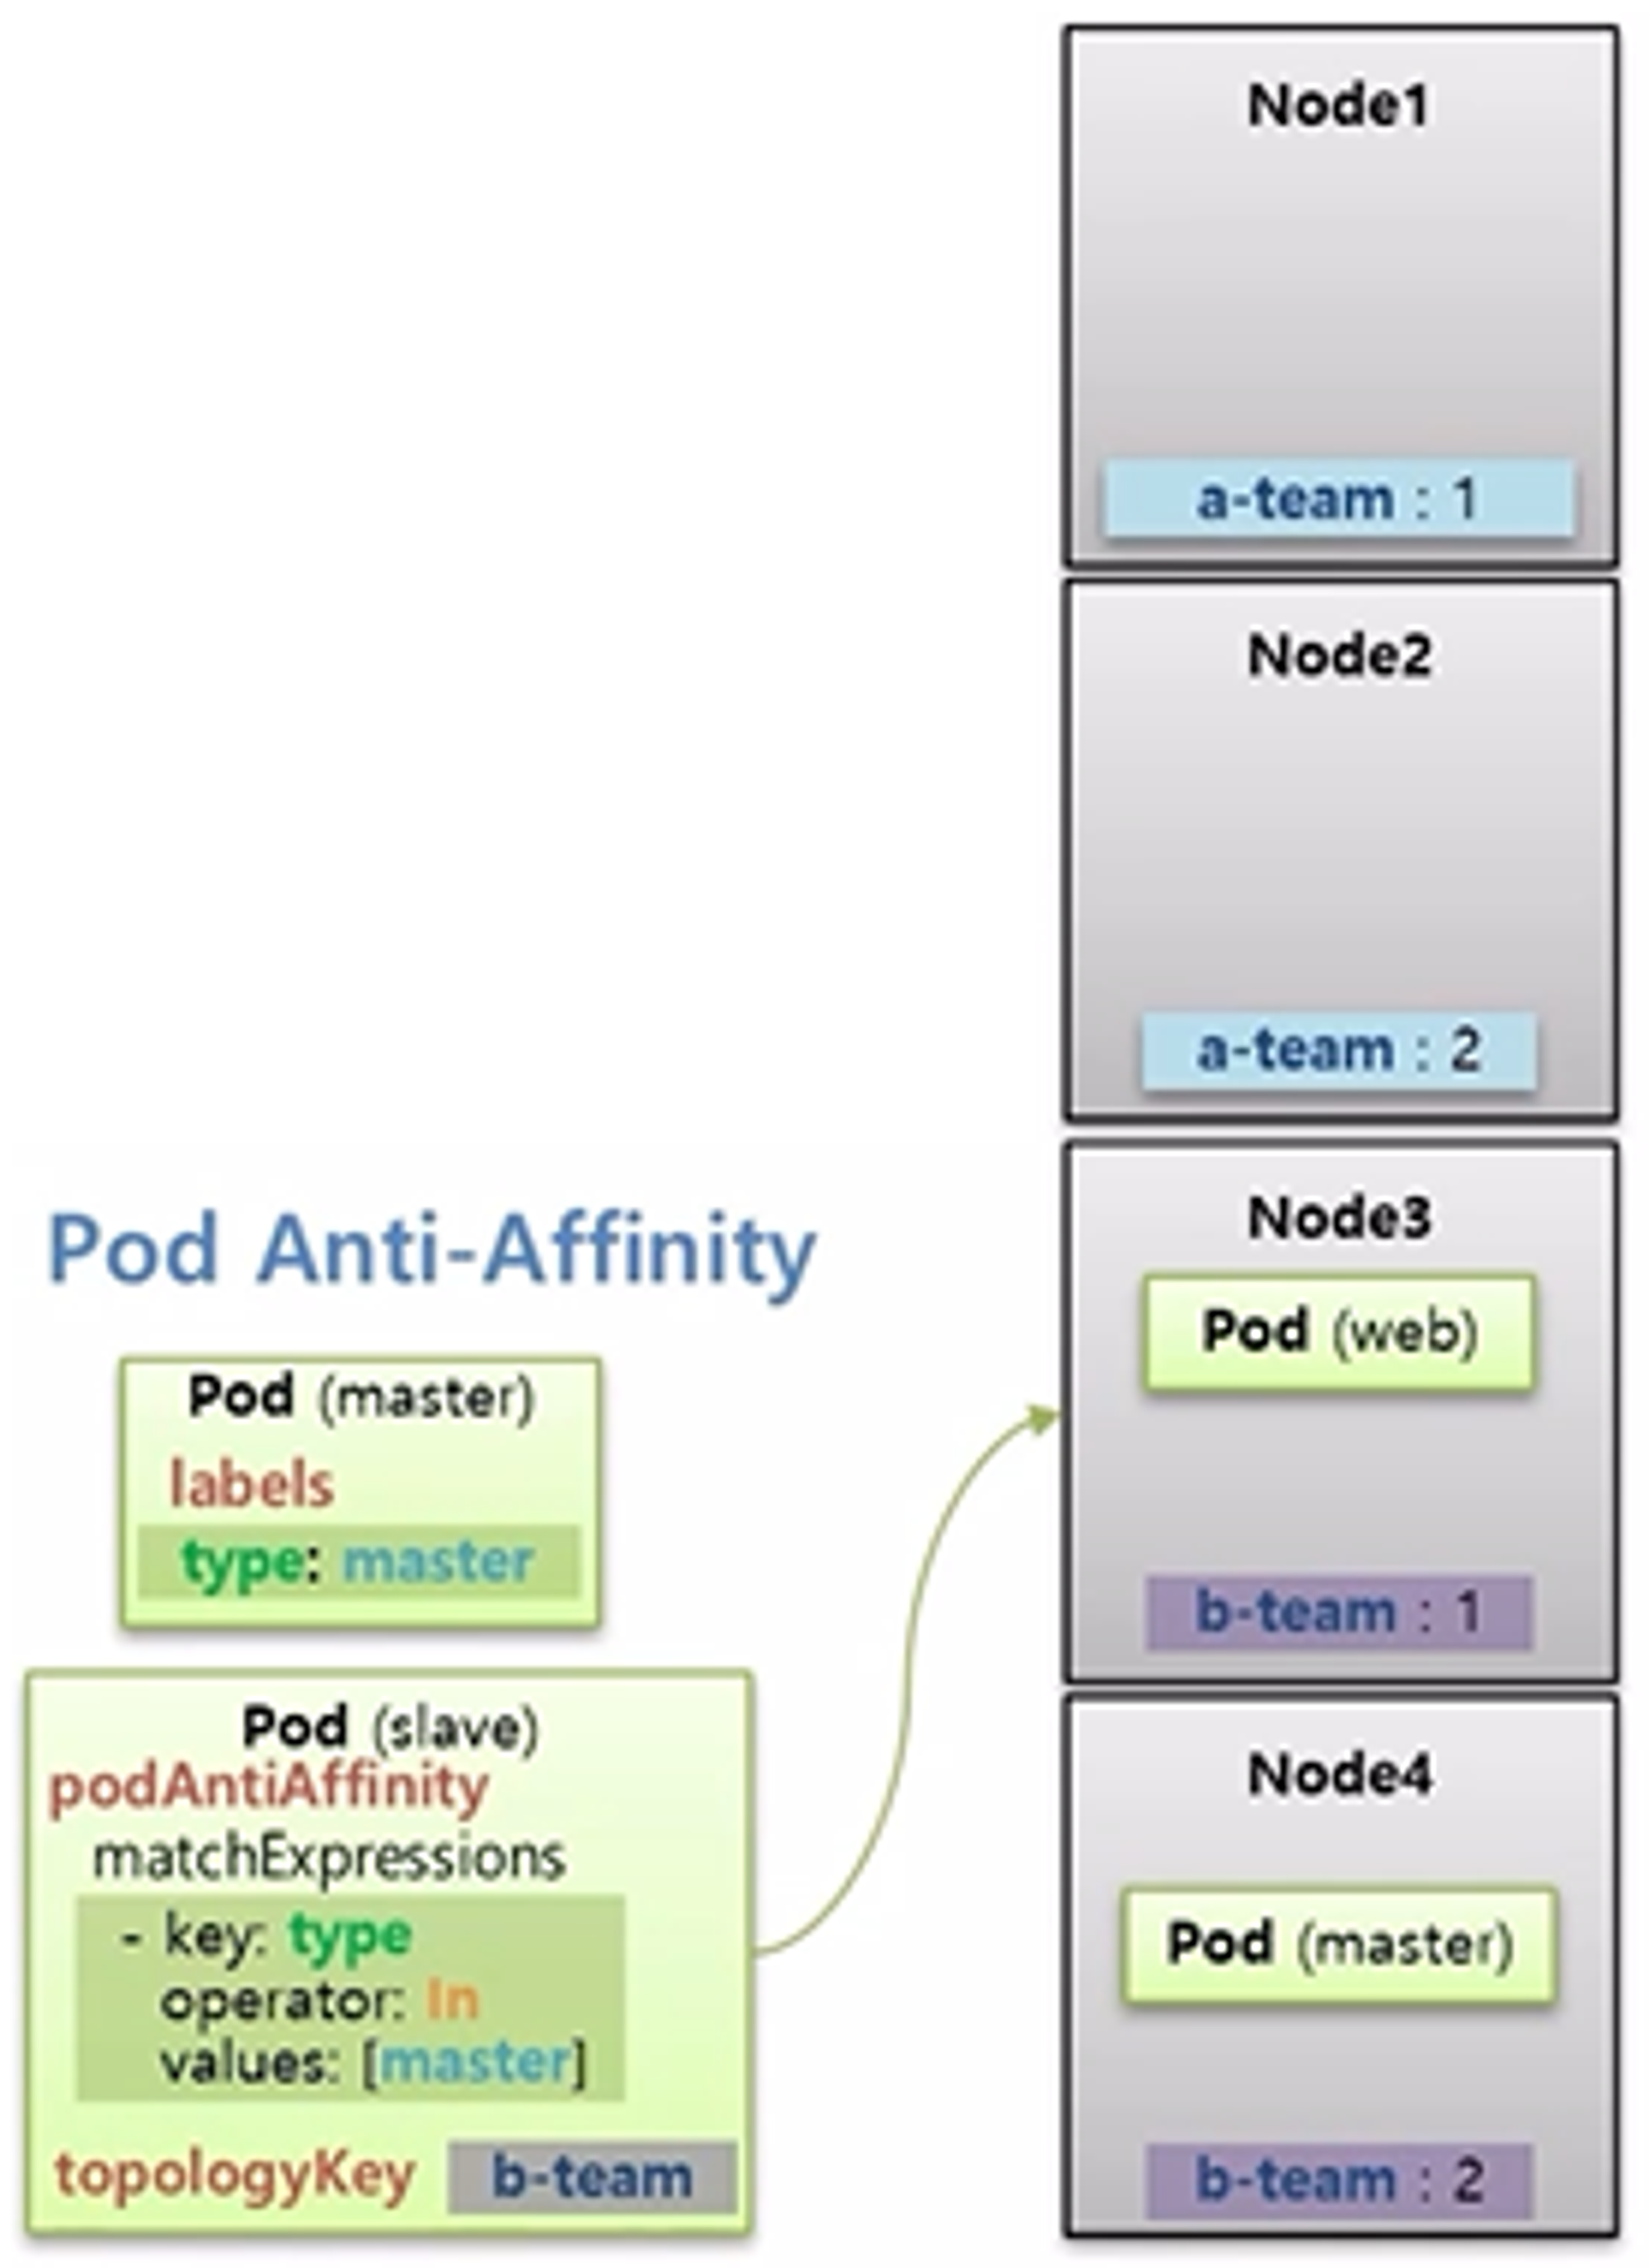 Node1
a-team : 1
Node2
a-team : 2
Pod Anti-Affinity
Pod (master)
labels
type: master
Pod (slave)
podAntiAffinity
matchExpressions
- key: type
operator: In
values: [master]
topologyKey b-team
Node3
Pod (web)
b-team : 1
Node4
Pod (master)
b-team : 2